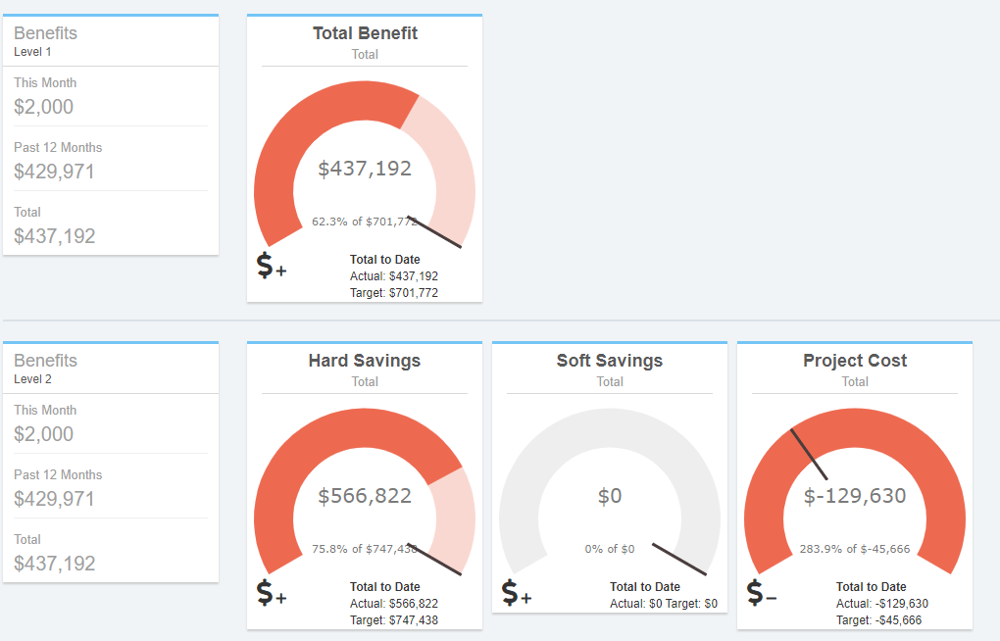 Benefits
Level 1
This Month
$2,000
Past 12 Months
$429,971
Total
$437,192
Total Benefit
Total
$437,192
62.3% of $701,772
$+
Total to Date
Actual: $437,192
Target: $701,772
Benefits
Level 2
This Month
$2,000
Past 12 Months
$429,971
Total
$437,192
Hard Savings
Total
$566,822
75.8% of $747,438
$+
Total to Date
Actual: $566,822
Target: $747,438
Soft Savings
Total
$0
0% of $0
$+
Total to Date
Actual: $0 Target: $0
Project Cost
Total
$-129,630
283.9% of $-45,666
$−
Total to Date
Actual: -$129,630
Target: -$45,666